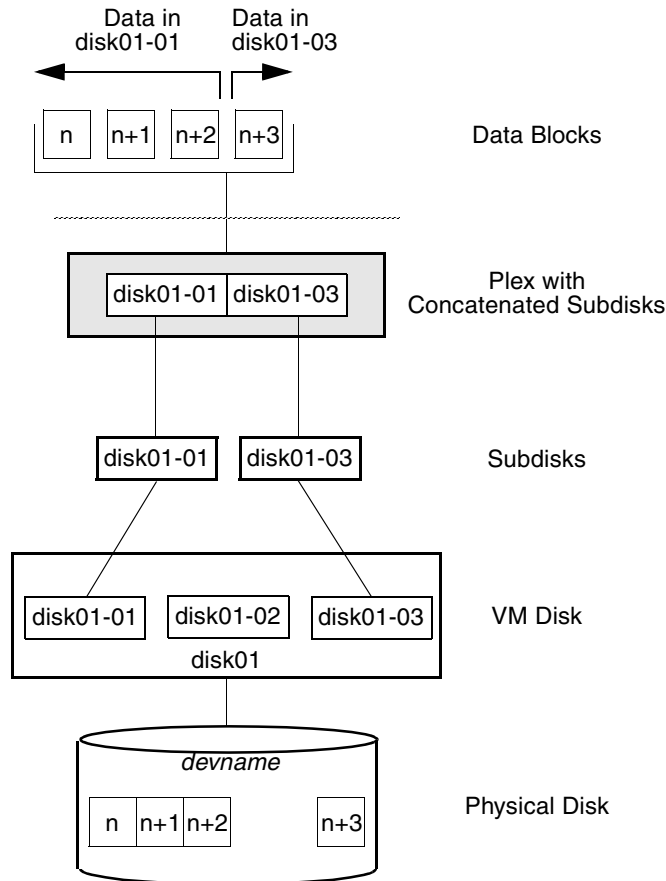 Data in
disk01-01
Data in
disk01-03
n
n+1
n+2
n+3
Data Blocks
disk01-01
disk01-03
Plex with
Concatenated Subdisks
disk01-01
disk01-03
Subdisks
disk01-01
disk01-02
disk01-03
disk01
VM Disk
devname
n
n+1
n+2
n+3
Physical Disk